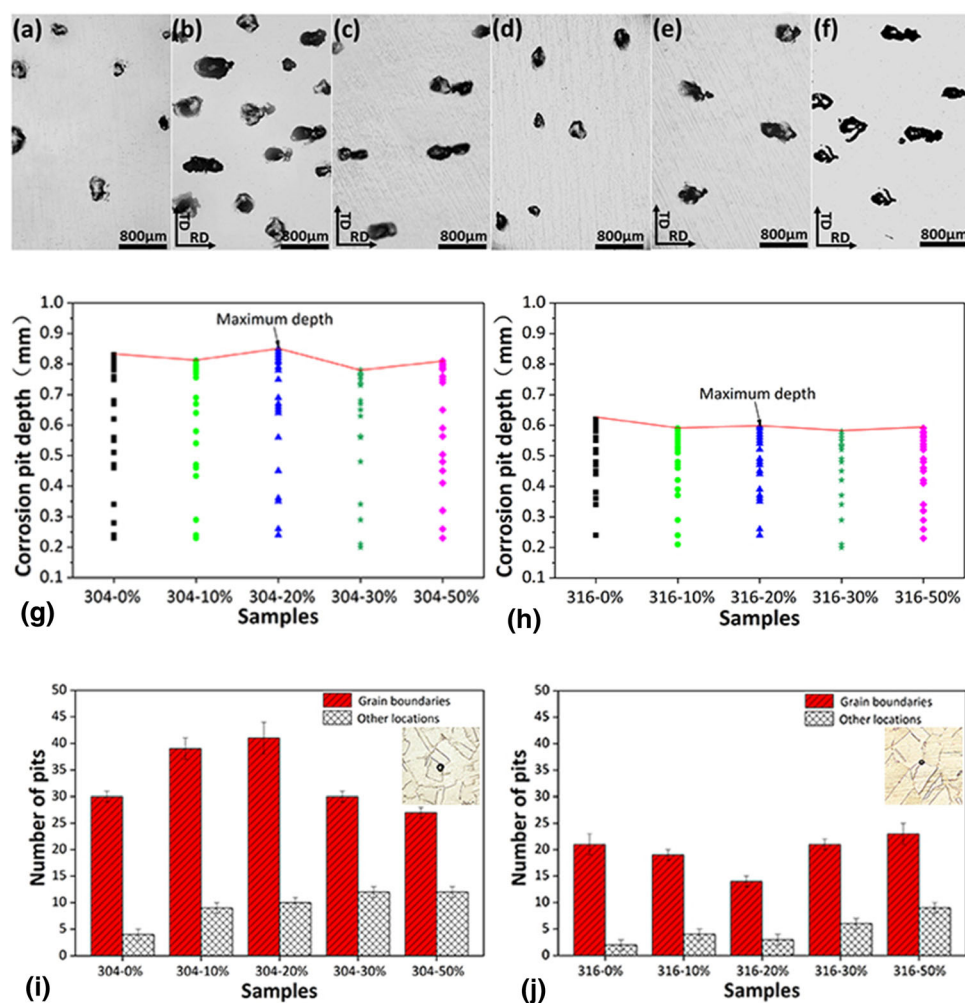 (a) (b) (c) (d) (e) (f)
TD TD TD TD
800μm RD 800μm RD 800μm 800μm RD 800μm RD 800μm
Corrosion pit depth（mm）
1.0
0.9
0.8
0.7
0.6
0.5
0.4
0.3
0.2
0.1
Maximum depth
304-0% 304-10% 304-20% 304-30% 304-50%
Samples
(g)
Corrosion pit depth（mm）
1.0
0.9
0.8
0.7
0.6
0.5
0.4
0.3
0.2
0.1
Maximum depth
316-0% 316-10% 316-20% 316-30% 316-50%
Samples
(h)
Number of pits
50
45
40
35
30
25
20
15
10
5
0
Grain boundaries
Other locations
304-0% 304-10% 304-20% 304-30% 304-50%
Samples
(i)
Number of pits
50
45
40
35
30
25
20
15
10
5
0
Grain boundaries
Other locations
316-0% 316-10% 316-20% 316-30% 316-50%
Samples
(j)